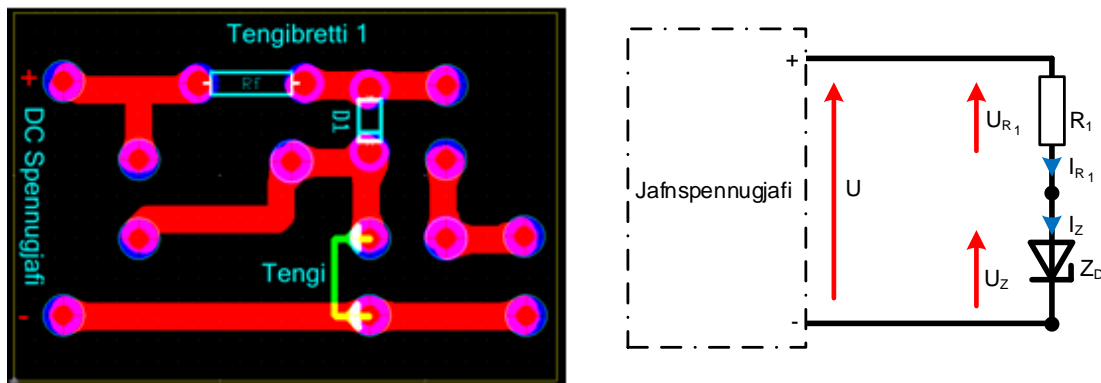 Tengibretti 1
+
DC Spennugjafi
-
Rf
D1
Tengi
Jafnspennugjafi
+
-
U
UR1
R1
IR1
IZ
UZ
ZD